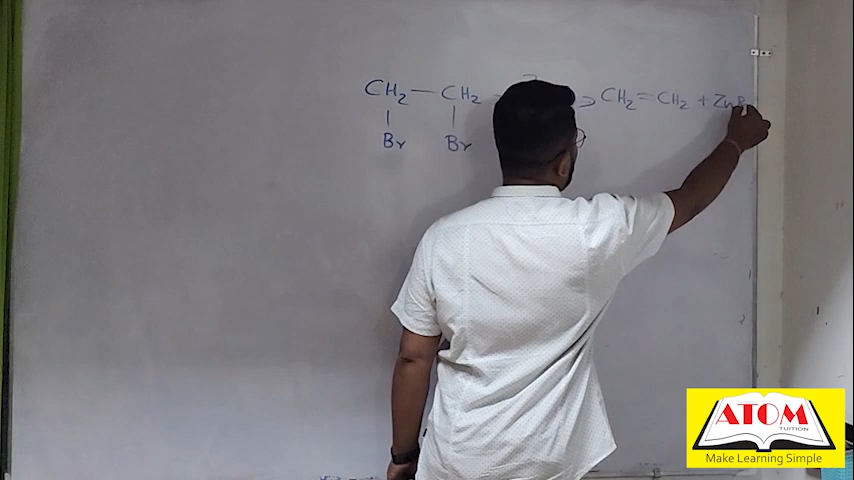 CH2 — CH2 → CH2 = CH2 + Zn
Br Br
ATOM
TUITION
Make Learning Simple